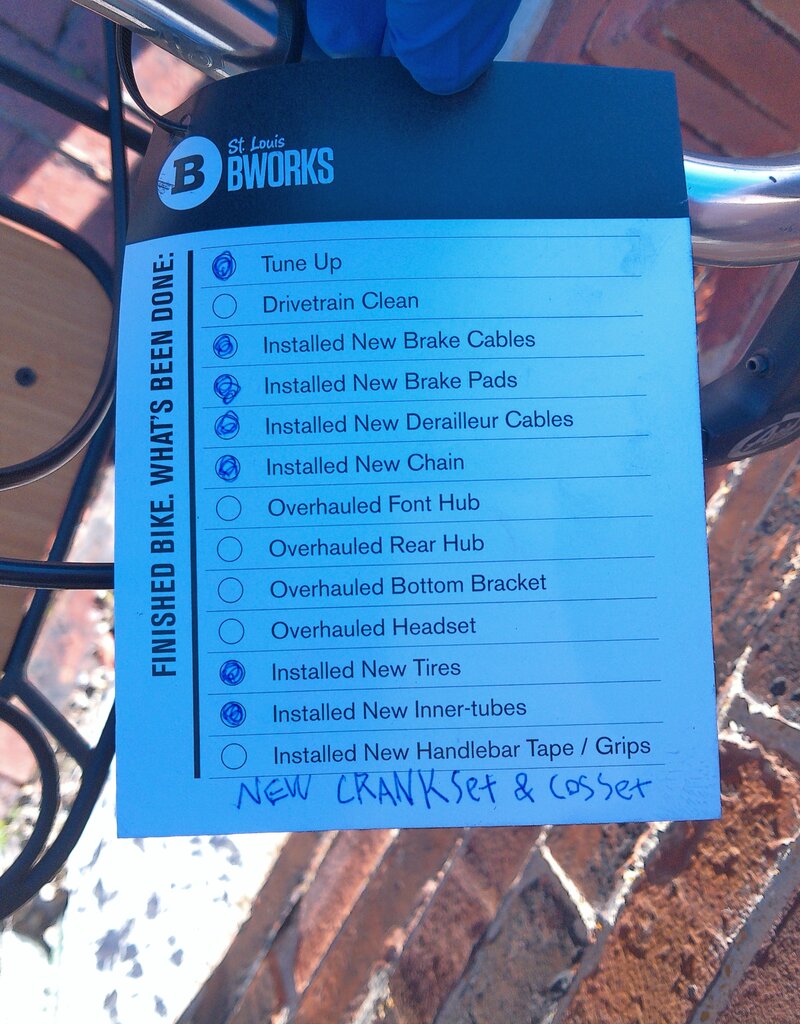 St. Louis
B BWORKS
FINISHED BIKE. WHAT'S BEEN DONE:
Tune Up
Drivetrain Clean
Installed New Brake Cables
Installed New Brake Pads
Installed New Derailleur Cables
Installed New Chain
Overhauled Font Hub
Overhauled Rear Hub
Overhauled Bottom Bracket
Overhauled Headset
Installed New Tires
Installed New Inner-tubes
Installed New Handlebar Tape / Grips
NEW CRANKSet & Cosset